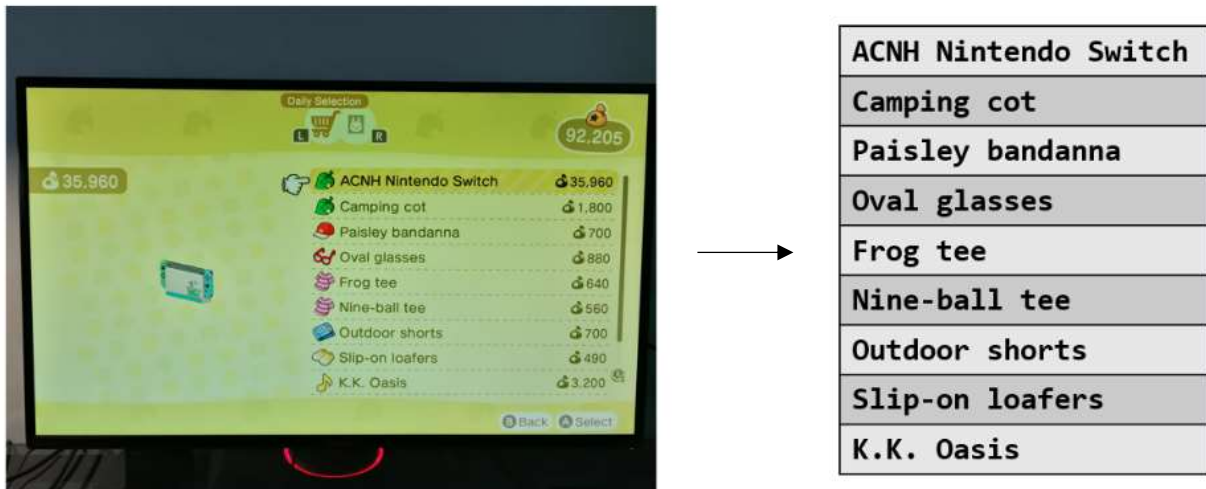 Daily Selection
L R
92,205
35,960
ACNH Nintendo Switch 35,960
Camping cot 1,800
Paisley bandanna 700
Oval glasses 880
Frog tee 640
Nine-ball tee 560
Outdoor shorts 700
Slip-on loafers 490
K.K. Oasis 3,200
B Back A Select
ACNH Nintendo Switch
Camping cot
Paisley bandanna
Oval glasses
Frog tee
Nine-ball tee
Outdoor shorts
Slip-on loafers
K.K. Oasis